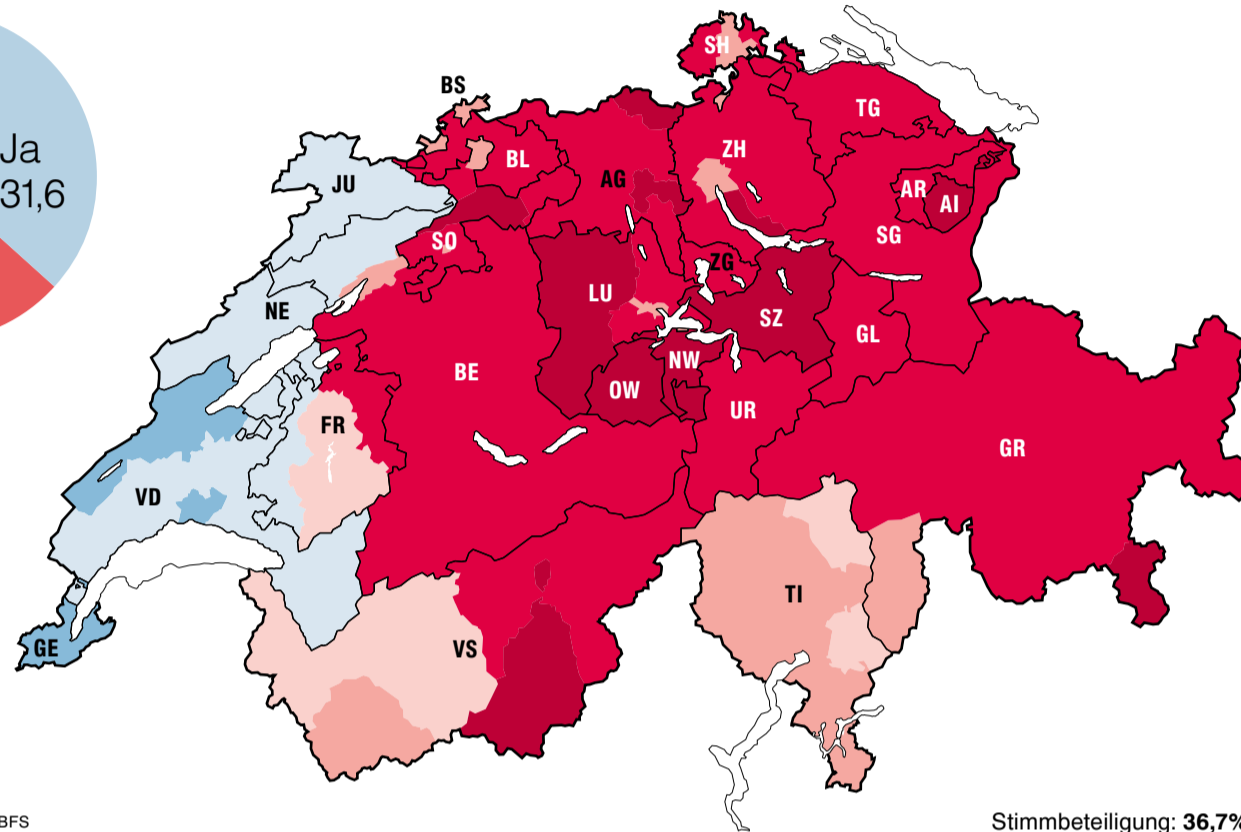 SH
BS
TG
Ja
31,6
ZH
BL
JU
AG
AR
AI
SO
SG
ZG
LU
NE
SZ
GL
NW
BE
OW
UR
FR
GR
VD
TI
GE
VS
BFS
Stimmbeteiligung: 36,7%